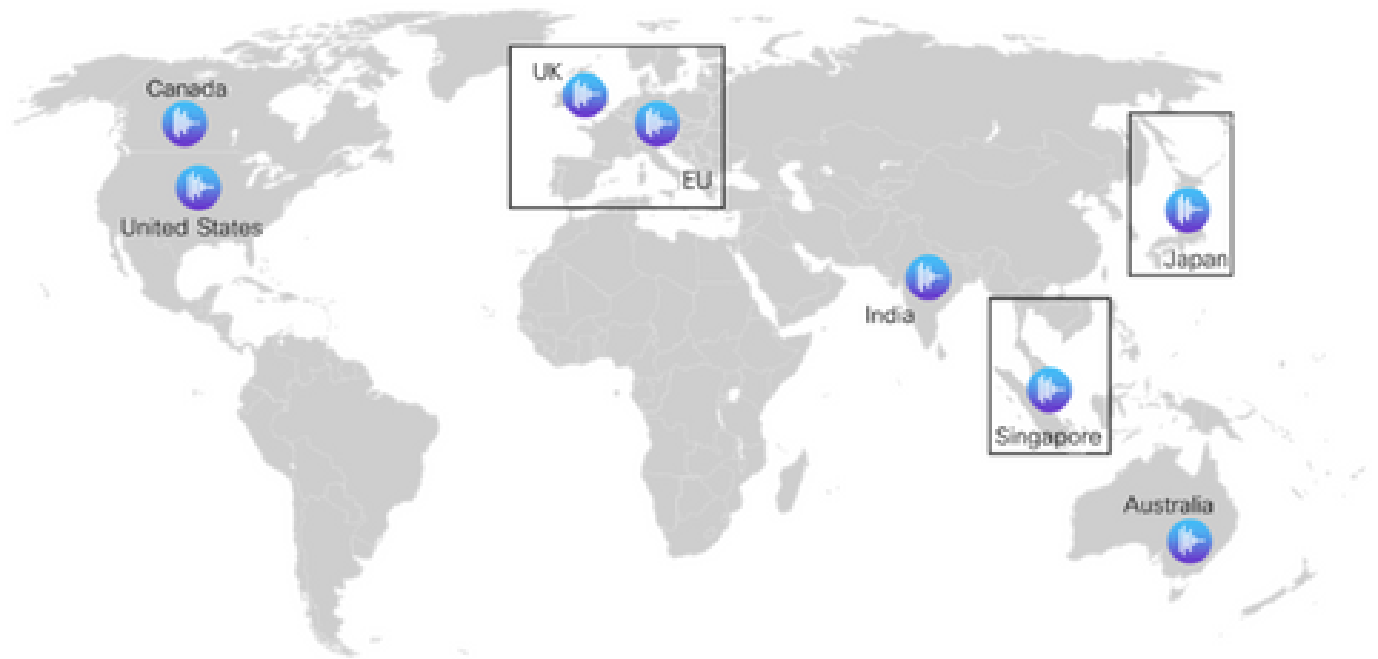 Canada
United States
UK
EU
India
Japan
Singapore
Australia